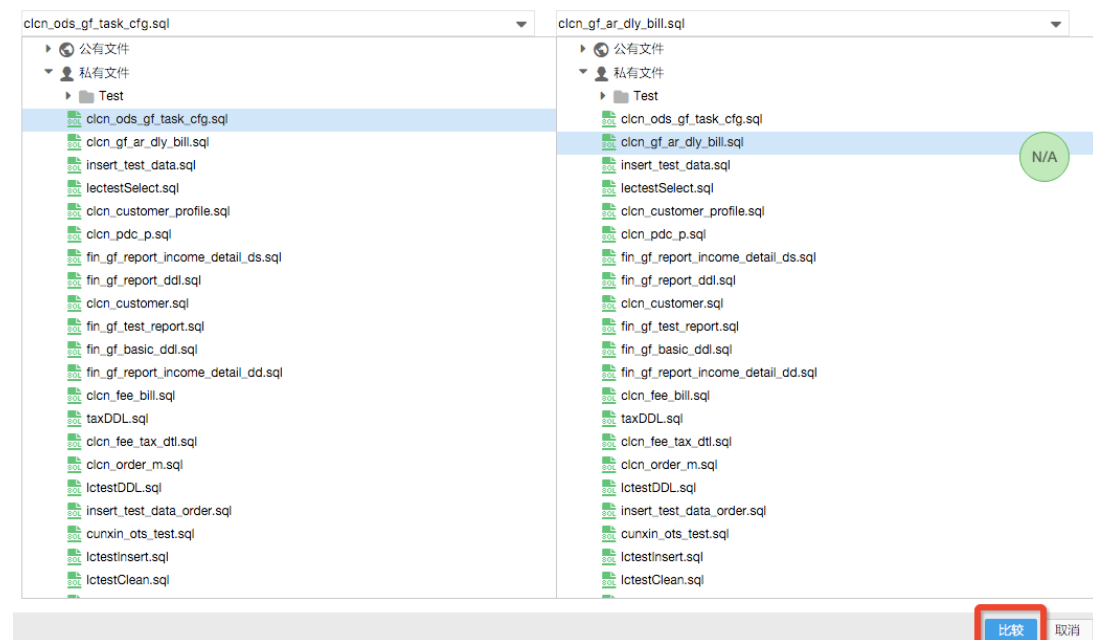 clcn_ods_gf_task_cfg.sql
公有文件
私有文件
Test
clcn_ods_gf_task_cfg.sql
clcn_gf_ar_dly_bill.sql
insert_test_data.sql
lectestSelect.sql
clcn_customer_profile.sql
clcn_pdc_p.sql
fin_gf_report_income_detail_ds.sql
fin_gf_report_ddl.sql
clcn_customer.sql
fin_gf_test_report.sql
fin_gf_basic_ddl.sql
fin_gf_report_income_detail_dd.sql
clcn_fee_bill.sql
taxDDL.sql
clcn_fee_tax_dtl.sql
clcn_order_m.sql
lctestDDL.sql
insert_test_data_order.sql
cunxin_ots_test.sql
lctestInsert.sql
lctestClean.sql
clcn_gf_ar_dly_bill.sql
公有文件
私有文件
Test
clcn_ods_gf_task_cfg.sql
clcn_gf_ar_dly_bill.sql
N/A
insert_test_data.sql
lectestSelect.sql
clcn_customer_profile.sql
clcn_pdc_p.sql
fin_gf_report_income_detail_ds.sql
fin_gf_report_ddl.sql
clcn_customer.sql
fin_gf_test_report.sql
fin_gf_basic_ddl.sql
fin_gf_report_income_detail_dd.sql
clcn_fee_bill.sql
taxDDL.sql
clcn_fee_tax_dtl.sql
clcn_order_m.sql
lctestDDL.sql
insert_test_data_order.sql
cunxin_ots_test.sql
lctestInsert.sql
lctestClean.sql
比较 取消